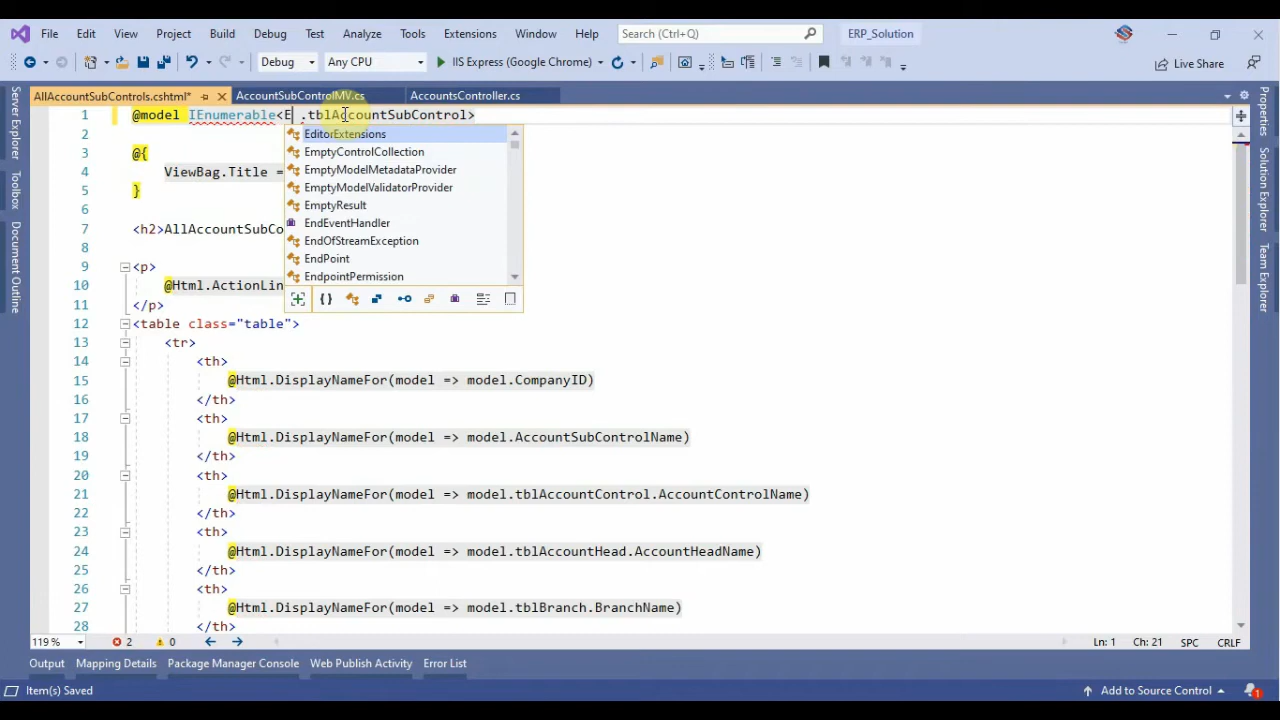 File Edit View Project Build Debug Test Analyze Tools Extensions Window Help Search (Ctrl+Q) ERP_Solution
Debug Any CPU IIS Express (Google Chrome) Live Share
AllAccountSubControls.cshtml* AccountSubControlMV.cs AccountsController.cs
Server Explorer
Toolbox
Document Outline
1 @model IEnumerable<E .tblAccountSubControl>
2
3 @{
4 ViewBag.Title =
5 }
6
7 <h2>AllAccountSubCo
8
9 <p>
10 @Html.ActionLin
11 </p>
12 <table class="table">
13 <tr>
14 <th>
15 @Html.DisplayNameFor(model => model.CompanyID)
16 </th>
17 <th>
18 @Html.DisplayNameFor(model => model.AccountSubControlName)
19 </th>
20 <th>
21 @Html.DisplayNameFor(model => model.tblAccountControl.AccountControlName)
22 </th>
23 <th>
24 @Html.DisplayNameFor(model => model.tblAccountHead.AccountHeadName)
25 </th>
26 <th>
27 @Html.DisplayNameFor(model => model.tblBranch.BranchName)
28 </th>
EditorExtensions
EmptyControlCollection
EmptyModelMetadataProvider
EmptyModelValidatorProvider
EmptyResult
EndEventHandler
EndOfStreamException
EndPoint
EndpointPermission
Properties
Solution Explorer
Team Explorer
119 % 2 0 Ln: 1 Ch: 21 SPC CRLF
Output Mapping Details Package Manager Console Web Publish Activity Error List
Item(s) Saved Add to Source Control 1